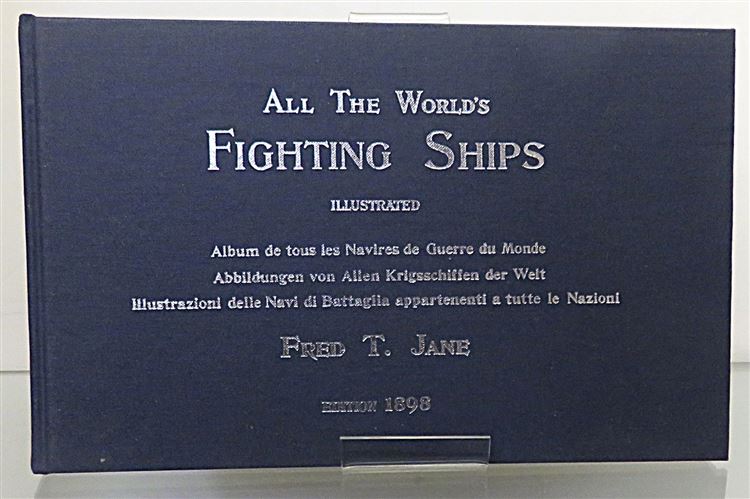 ALL THE WORLD'S
FIGHTING SHIPS
ILLUSTRATED
Album de tous les Navires de Guerre du Monde
Abbildungen von Allen Krigsschiffen der Welt
Illustrazioni delle Navi di Battaglia appartenenti a tutte le Nazioni
FRED T. JANE
EDITION 1898